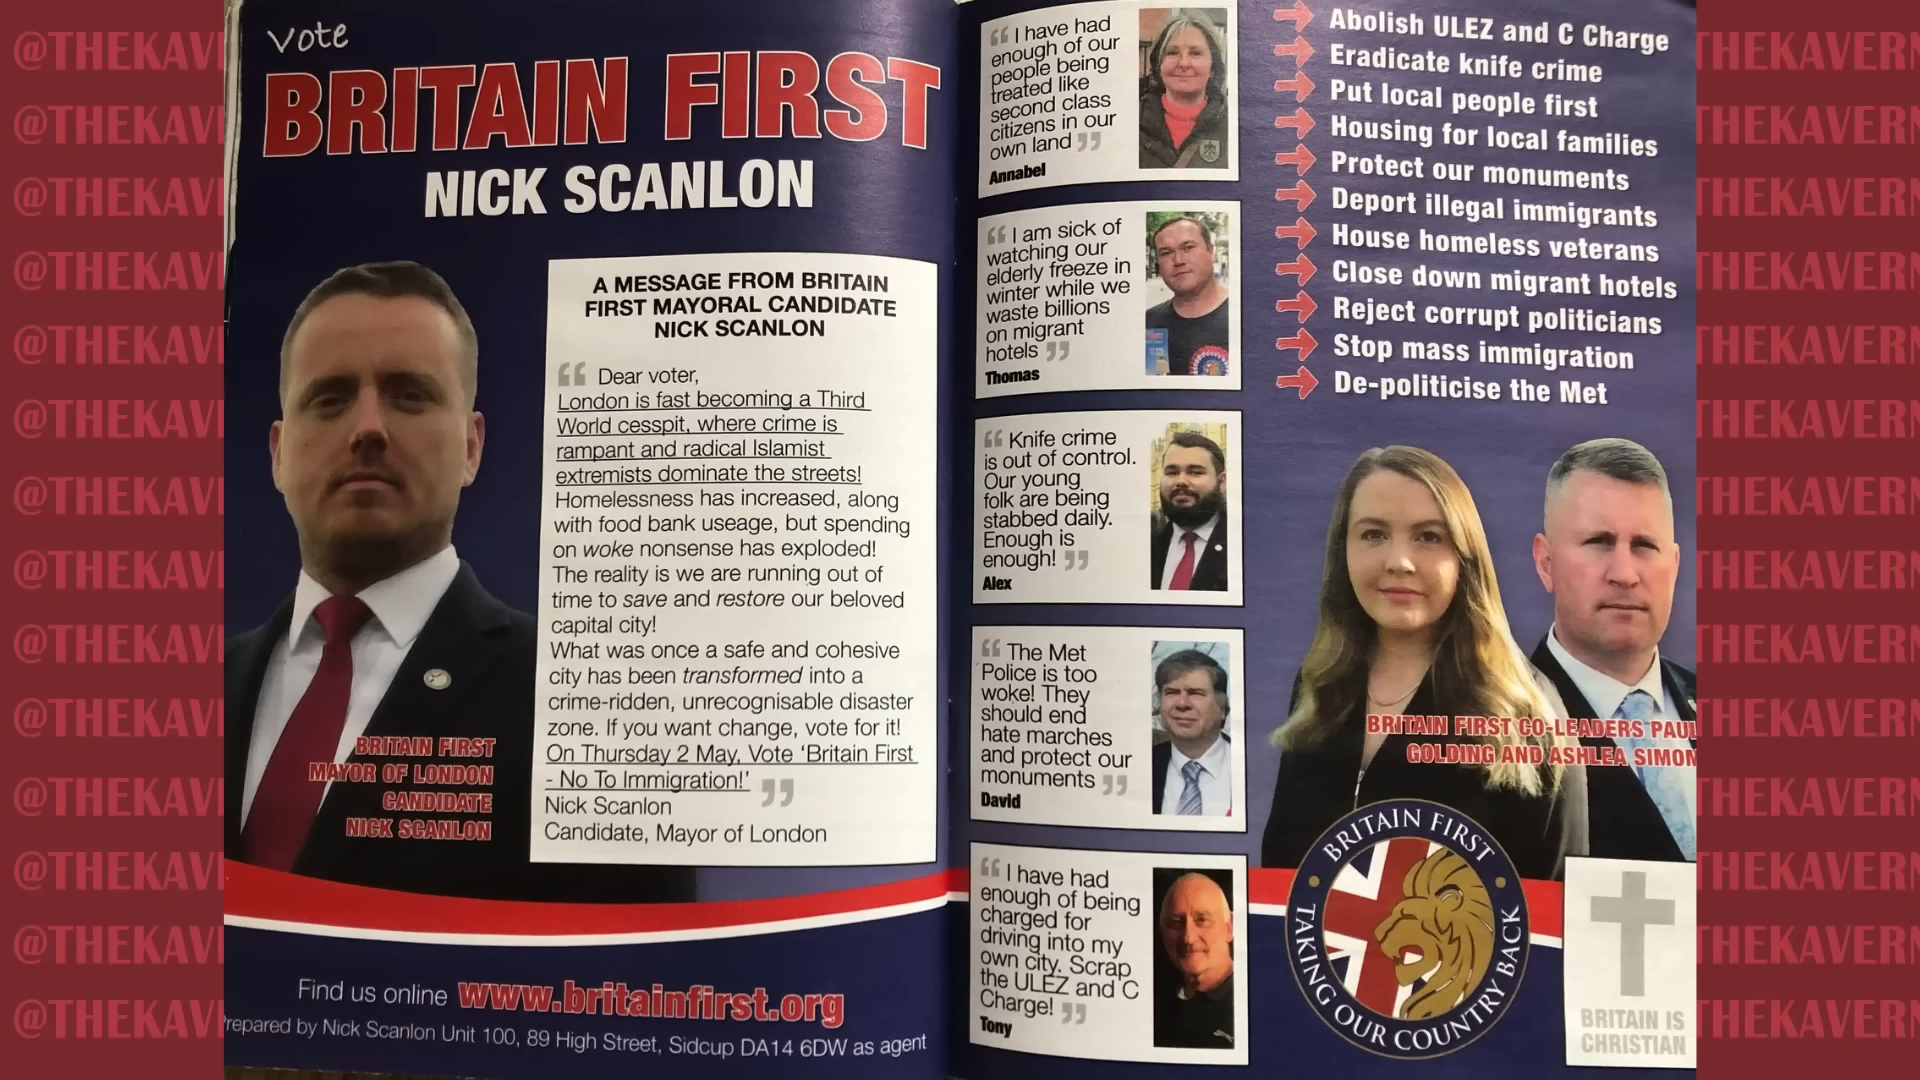 @THEKAVERN
Vote
BRITAIN FIRST
NICK SCANLON
A MESSAGE FROM BRITAIN
FIRST MAYORAL CANDIDATE
NICK SCANLON
“ Dear voter,
London is fast becoming a Third
World cesspit, where crime is
rampant and radical Islamist
extremists dominate the streets!
Homelessness has increased, along
with food bank useage, but spending
on woke nonsense has exploded!
The reality is we are running out of
time to save and restore our beloved
capital city!
What was once a safe and cohesive
city has been transformed into a
crime-ridden, unrecognisable disaster
zone. If you want change, vote for it!
On Thursday 2 May, Vote ‘Britain First
- No To Immigration!’ ”
Nick Scanlon
Candidate, Mayor of London
BRITAIN FIRST
MAYOR OF LONDON
CANDIDATE
NICK SCANLON
Find us online www.britainfirst.org
Prepared by Nick Scanlon Unit 100, 89 High Street, Sidcup DA14 6DW as agent
“ I have had
enough of our
people being
treated like
second class
citizens in our
own land ”
Annabel
“ I am sick of
watching our
elderly freeze in
winter while we
waste billions
on migrant
hotels ”
Thomas
“ Knife crime
is out of control.
Our young
folk are being
stabbed daily.
Enough is
enough! ”
Alex
“ The Met
Police is too
woke! They
should end
hate marches
and protect our
monuments ”
David
“ I have had
enough of being
charged for
driving into my
own city. Scrap
the ULEZ and C
Charge! ”
Tony
Abolish ULEZ and C Charge
Eradicate knife crime
Put local people first
Housing for local families
Protect our monuments
Deport illegal immigrants
House homeless veterans
Close down migrant hotels
Reject corrupt politicians
Stop mass immigration
De-politicise the Met
BRITAIN FIRST CO-LEADERS PAUL
GOLDING AND ASHLEA SIMON
BRITAIN FIRST
TAKING OUR COUNTRY BACK
BRITAIN IS
CHRISTIAN